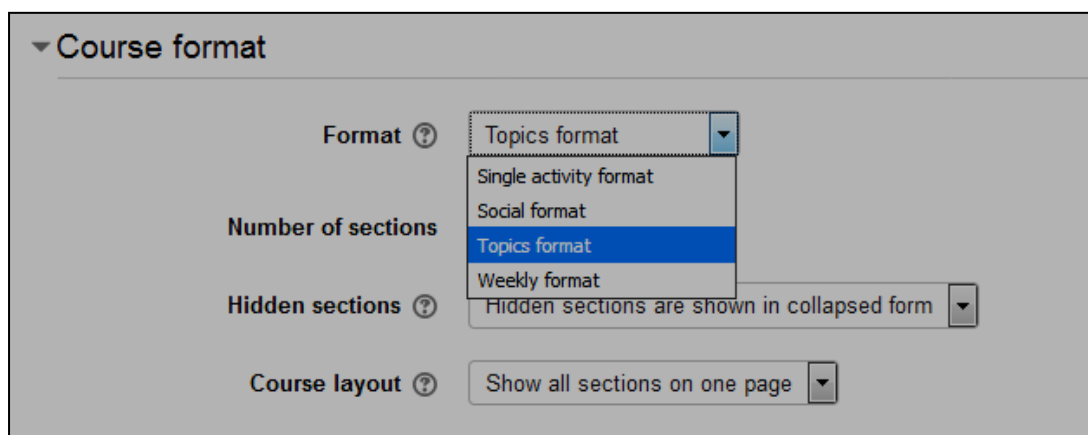 Course format
Format Topics format
Single activity format
Social format
Number of sections
Topics format
Weekly format
Hidden sections Hidden sections are shown in collapsed form
Course layout Show all sections on one page